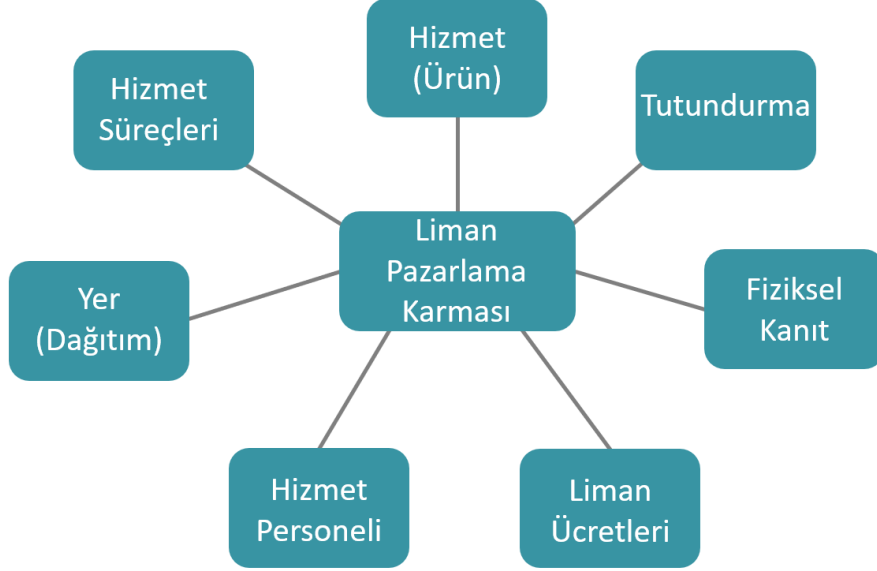 Hizmet
(Ürün)
Hizmet
Süreçleri
Tutundurma
Liman
Pazarlama
Karması
Yer
(Dağıtım)
Fiziksel
Kanıt
Hizmet
Personeli
Liman
Ücretleri